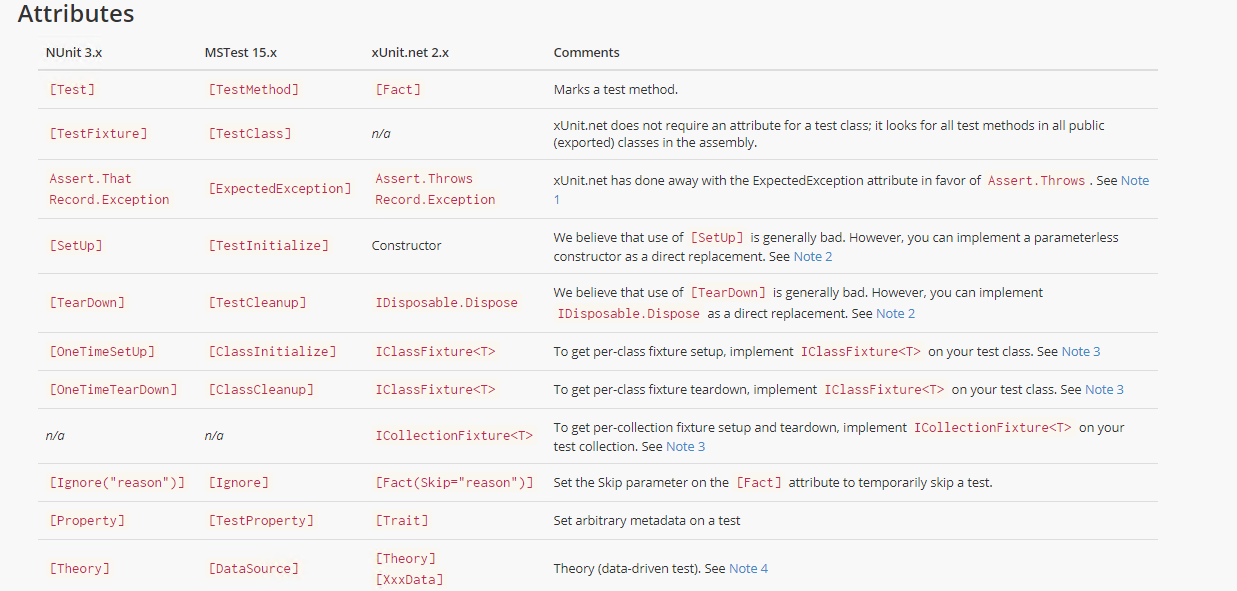 Attributes
NUnit 3.x MSTest 15.x xUnit.net 2.x Comments
[Test] [TestMethod] [Fact] Marks a test method.
[TestFixture] [TestClass] n/a xUnit.net does not require an attribute for a test class; it looks for all test methods in all public
(exported) classes in the assembly.
Assert.That
Record.Exception [ExpectedException] Assert.Throws
Record.Exception xUnit.net has done away with the ExpectedException attribute in favor of Assert.Throws . See Note
1
[SetUp] [TestInitialize] Constructor We believe that use of [SetUp] is generally bad. However, you can implement a parameterless
constructor as a direct replacement. See Note 2
[TearDown] [TestCleanup] IDisposable.Dispose We believe that use of [TearDown] is generally bad. However, you can implement
IDisposable.Dispose as a direct replacement. See Note 2
[OneTimeSetUp] [ClassInitialize] IClassFixture<T> To get per-class fixture setup, implement IClassFixture<T> on your test class. See Note 3
[OneTimeTearDown] [ClassCleanup] IClassFixture<T> To get per-class fixture teardown, implement IClassFixture<T> on your test class. See Note 3
n/a n/a ICollectionFixture<T> To get per-collection fixture setup and teardown, implement ICollectionFixture<T> on your
test collection. See Note 3
[Ignore("reason")] [Ignore] [Fact(Skip="reason")] Set the Skip parameter on the [Fact] attribute to temporarily skip a test.
[Property] [TestProperty] [Trait] Set arbitrary metadata on a test
[Theory] [DataSource] [Theory]
[XxxData] Theory (data-driven test). See Note 4